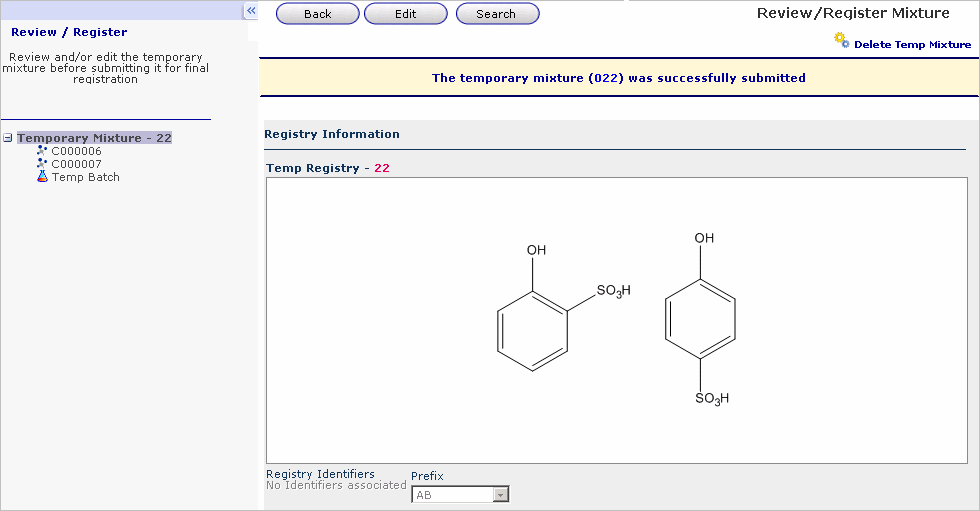 «
Back
Edit
Search
Review/Register Mixture
Delete Temp Mixture
Review / Register
Review and/or edit the temporary
mixture before submitting it for final
registration
The temporary mixture (022) was successfully submitted
Temporary Mixture - 22
C000006
C000007
Temp Batch
Registry Information
Temp Registry - 22
OH
SO3H
OH
SO3H
Registry Identifiers
No Identifiers associated
Prefix
AB